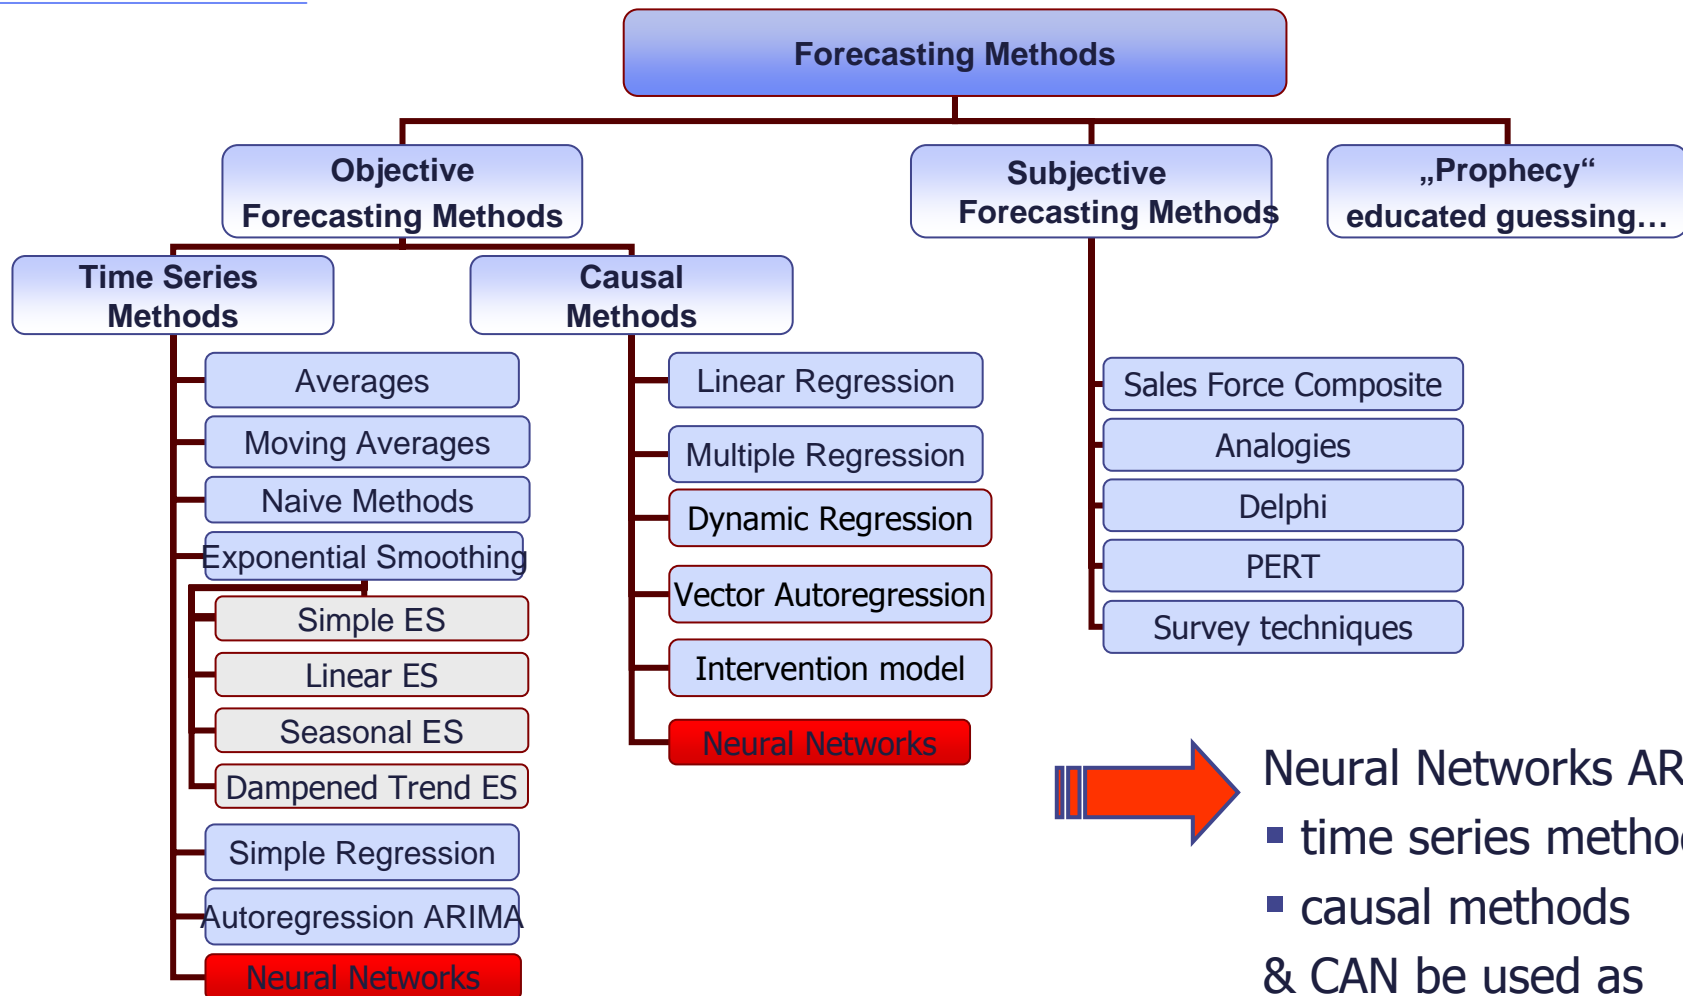 Forecasting Methods
Objective
Forecasting Methods
Subjective
Forecasting Methods
„Prophecy“
educated guessing…
Time Series
Methods
Causal
Methods
Averages
Moving Averages
Naive Methods
Exponential Smoothing
Simple ES
Linear ES
Seasonal ES
Dampened Trend ES
Simple Regression
Autoregression ARIMA
Neural Networks
Linear Regression
Multiple Regression
Dynamic Regression
Vector Autoregression
Intervention model
Neural Networks
Sales Force Composite
Analogies
Delphi
PERT
Survey techniques
Neural Networks
▪ time series
▪ causal methods
& CAN be used as